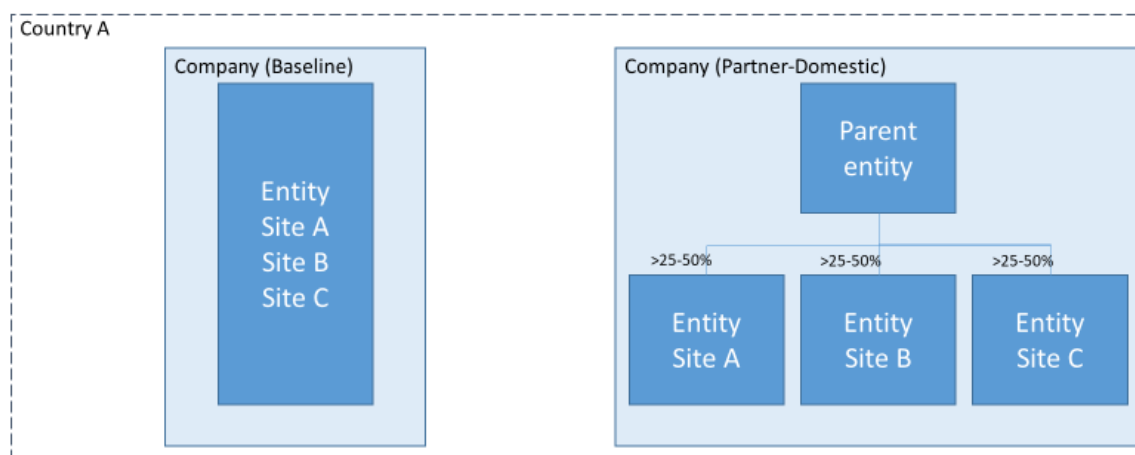 Country A
Company (Baseline)
Entity
Site A
Site B
Site C
Company (Partner-Domestic)
Parent
entity
>25-50%
>25-50%
>25-50%
Entity
Site A
Entity
Site B
Entity
Site C